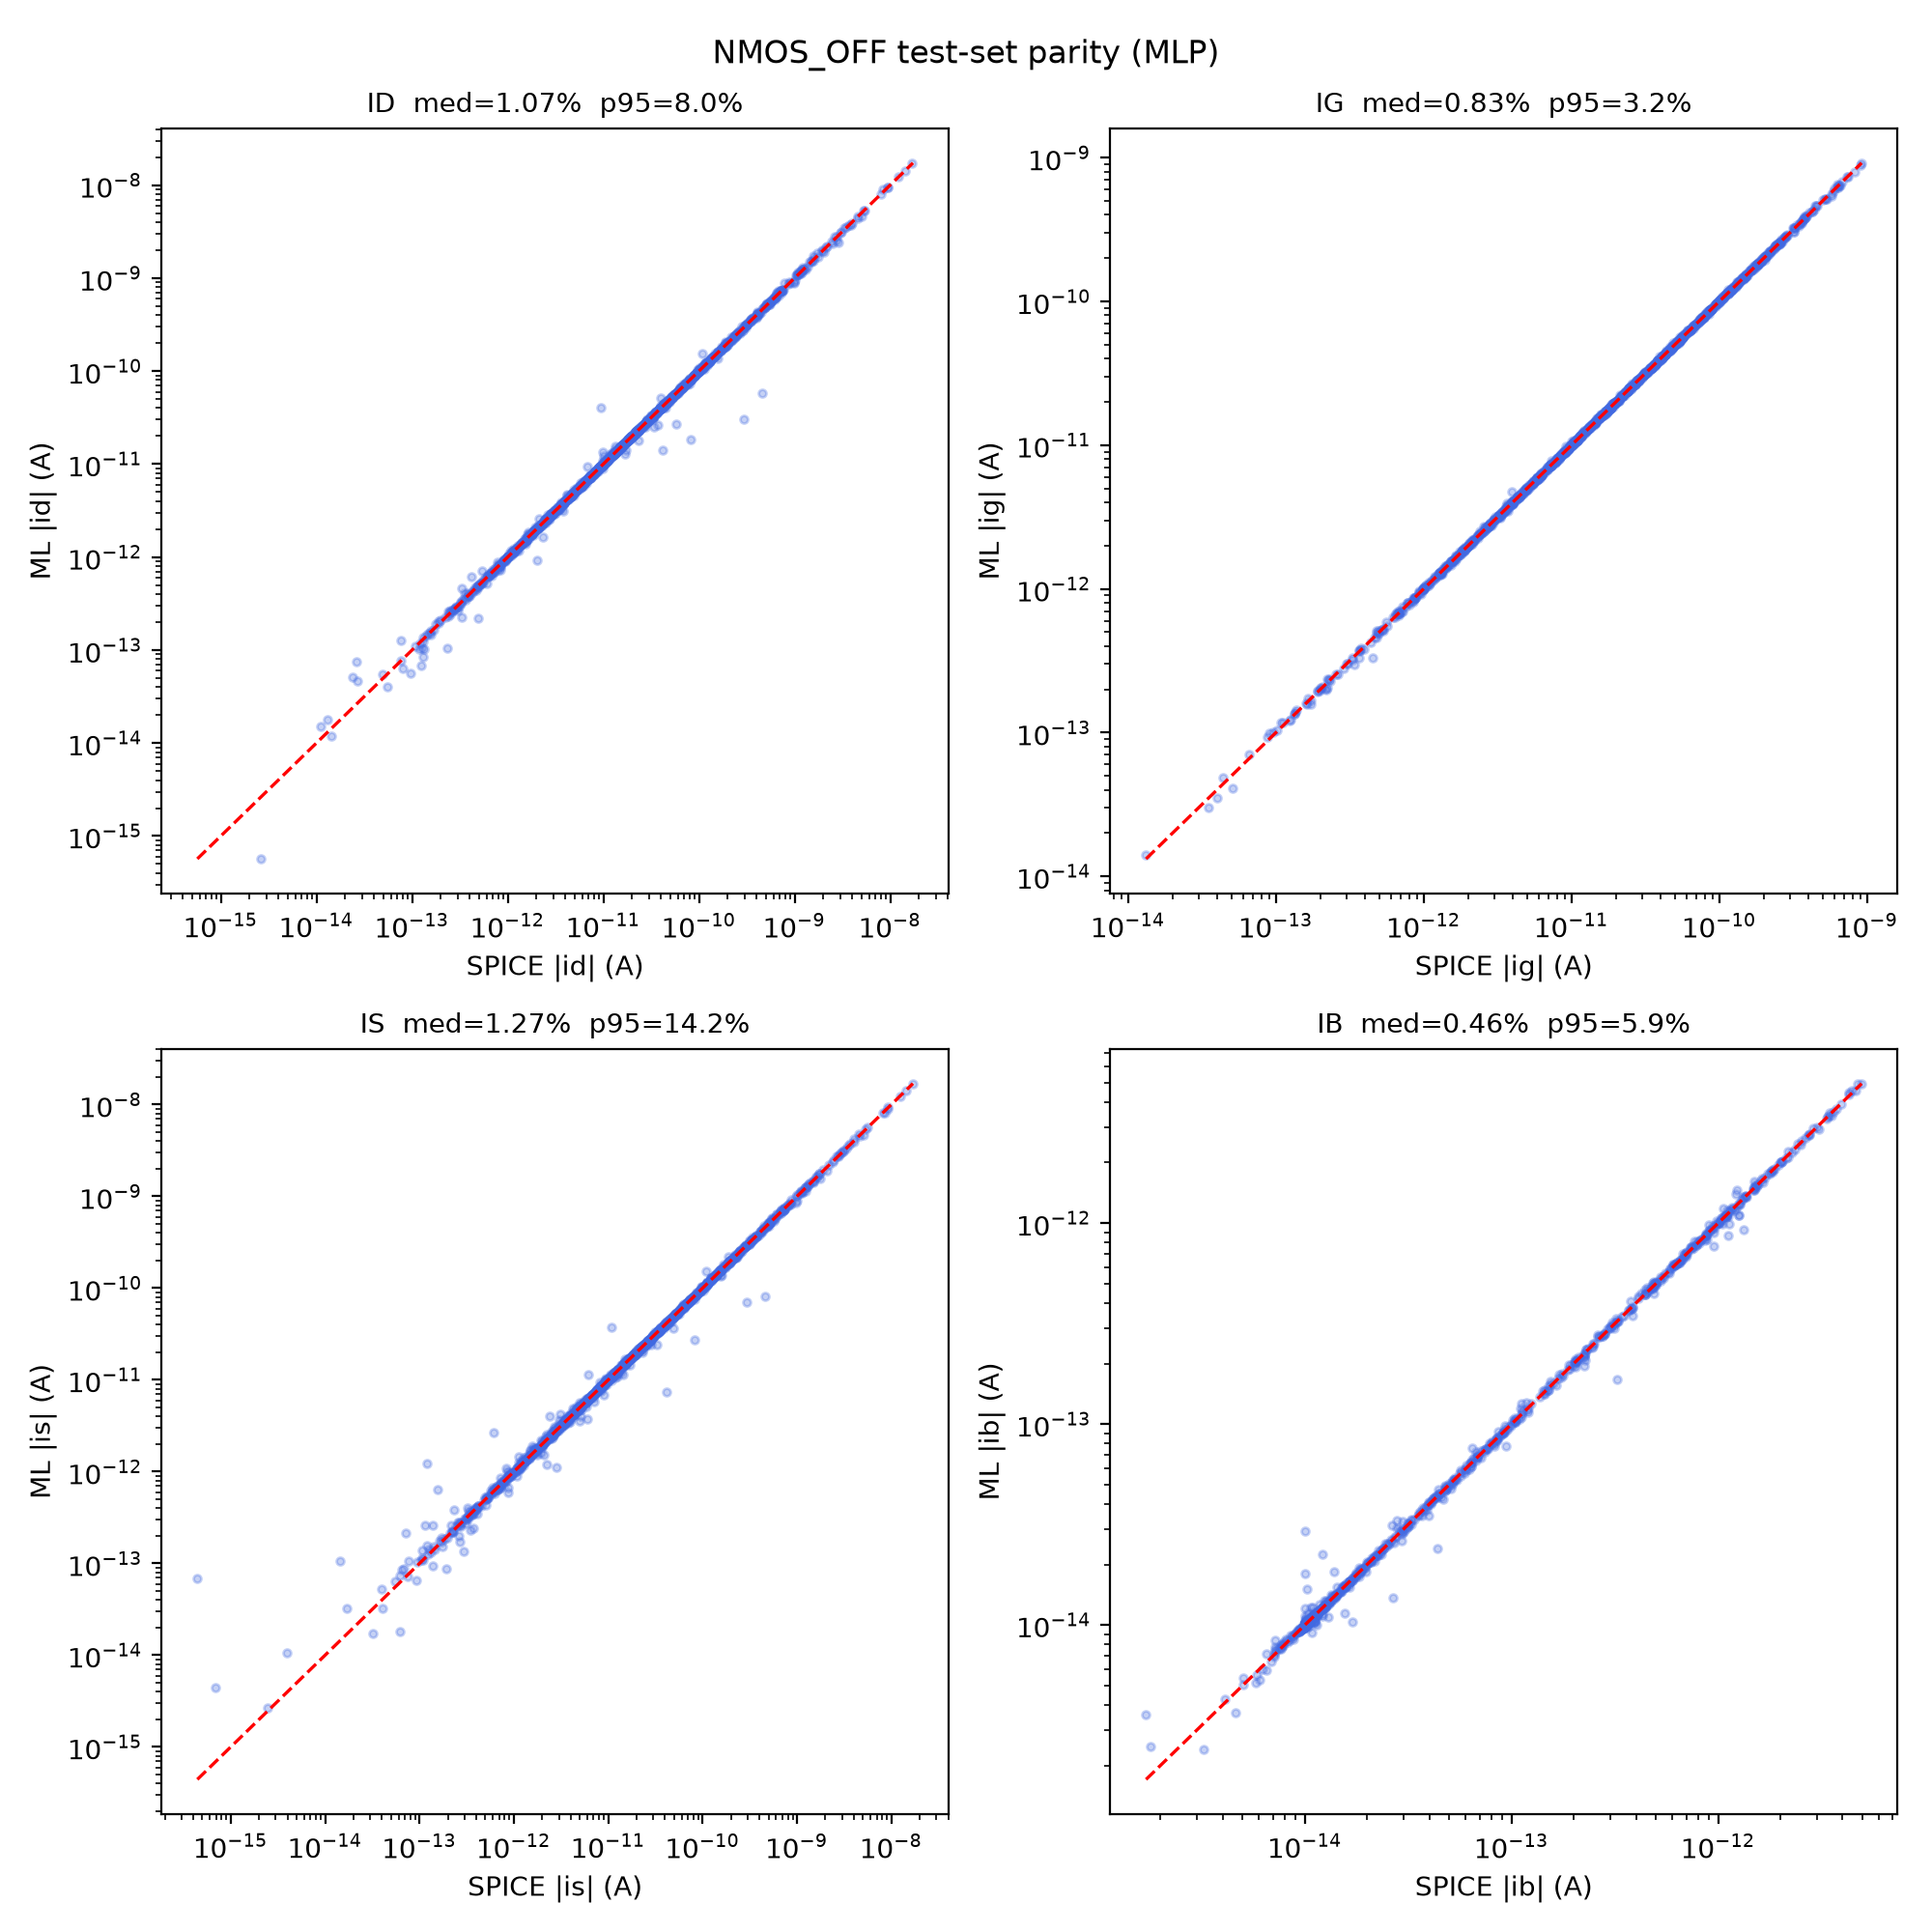 NMOS_OFF test-set parity (MLP)
ID  med=1.07%  p95=8.0%
10⁻⁸
10⁻⁹
10⁻¹⁰
10⁻¹¹
10⁻¹²
10⁻¹³
10⁻¹⁴
10⁻¹⁵
ML |id| (A)
10⁻¹⁵ 10⁻¹⁴ 10⁻¹³ 10⁻¹² 10⁻¹¹ 10⁻¹⁰ 10⁻⁹ 10⁻⁸
SPICE |id| (A)
IG  med=0.83%  p95=3.2%
10⁻⁹
10⁻¹⁰
10⁻¹¹
10⁻¹²
10⁻¹³
10⁻¹⁴
ML |ig| (A)
10⁻¹⁴ 10⁻¹³ 10⁻¹² 10⁻¹¹ 10⁻¹⁰ 10⁻⁹
SPICE |ig| (A)
IS  med=1.27%  p95=14.2%
10⁻⁸
10⁻⁹
10⁻¹⁰
10⁻¹¹
10⁻¹²
10⁻¹³
10⁻¹⁴
10⁻¹⁵
ML |is| (A)
10⁻¹⁵ 10⁻¹⁴ 10⁻¹³ 10⁻¹² 10⁻¹¹ 10⁻¹⁰ 10⁻⁹ 10⁻⁸
SPICE |is| (A)
IB  med=0.46%  p95=5.9%
10⁻¹²
10⁻¹³
10⁻¹⁴
ML |ib| (A)
10⁻¹⁴ 10⁻¹³ 10⁻¹²
SPICE |ib| (A)